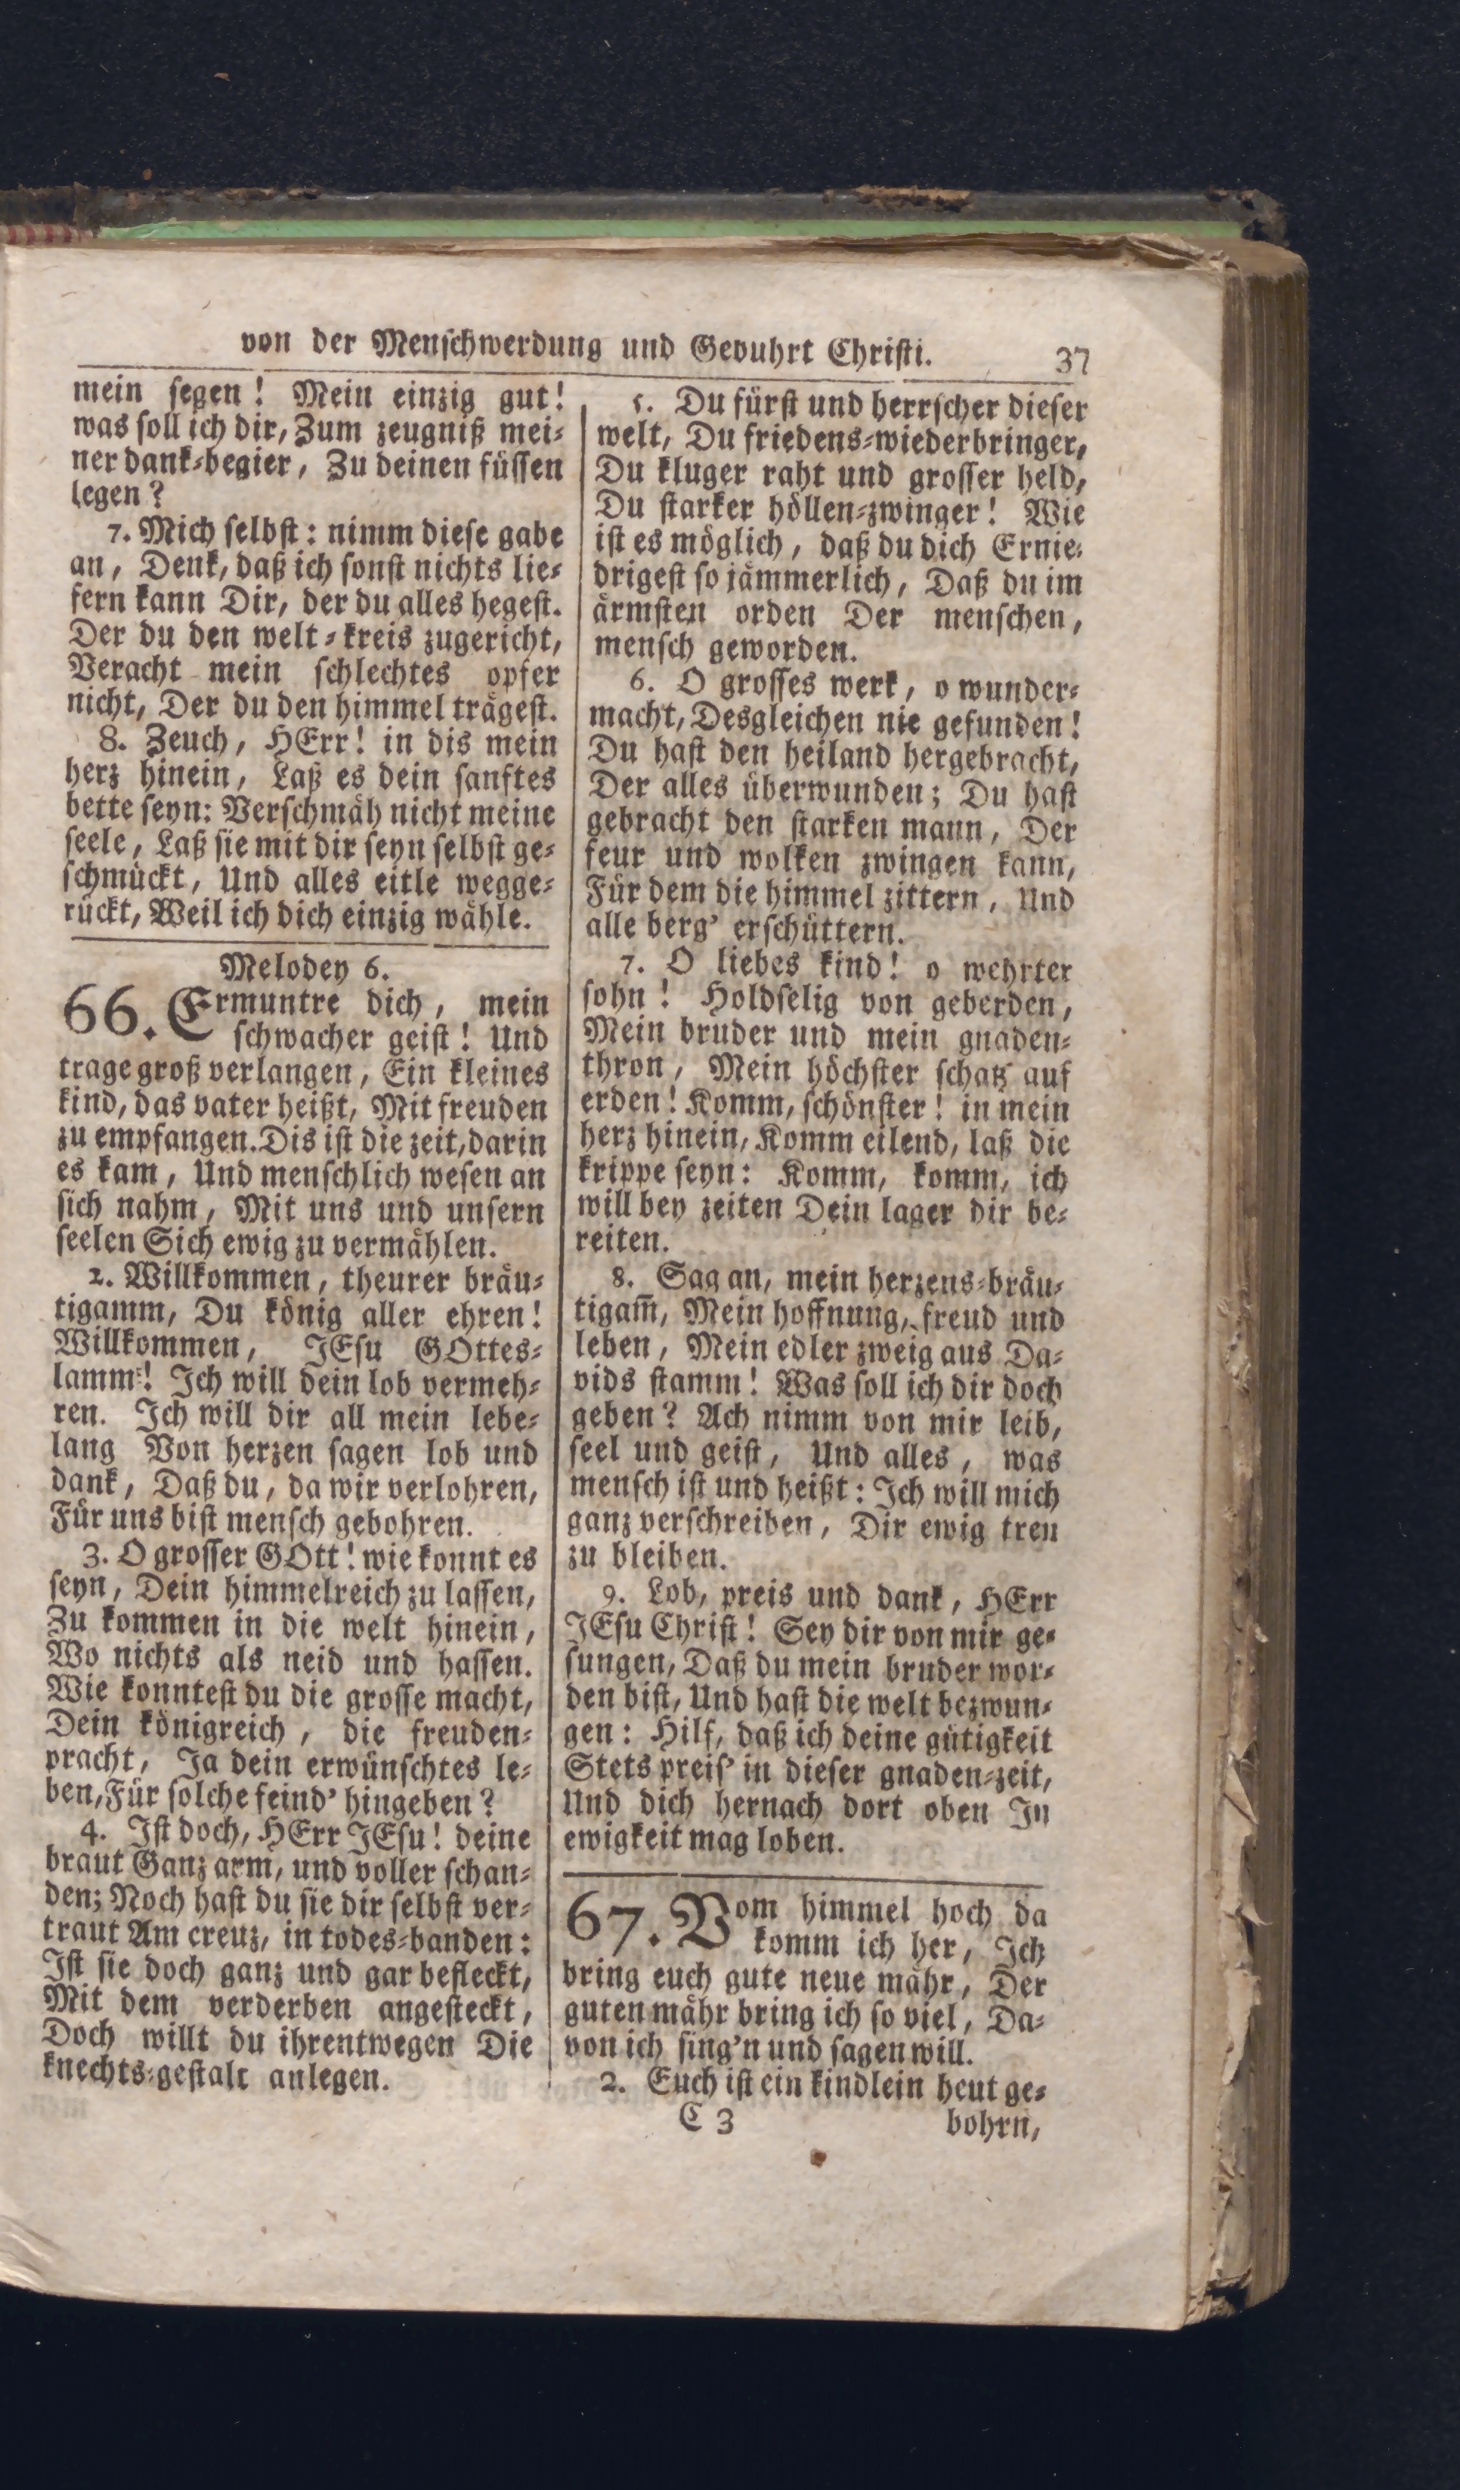 von der Menschwerdung und Gevuhrt Christi. 37
mein segen! Mein einzig gut!
was soll ich dir, Zum zeugniß mei-
ner dank-begier, Zu deinen füssen
legen?
7. Mich selbst: nimm diese gabe
an, Denk, daß ich sonst nichts lie-
fern kann Dir, der du alles hegest.
Der du den welt-kreis zugericht,
Veracht mein schlechtes opfer
nicht, Der du den himmel trägest.
8. Zeuch, HErr! in dis mein
herz hinein, Laß es dein sanftes
bette seyn: Verschmäh nicht meine
seele, Laß sie mit dir seyn selbst ge-
schmückt, Und alles eitle wegge-
rückt, Weil ich dich einzig wähle.
Melodey 6.
66. Ermuntre dich, mein
schwacher geist! Und
trage groß verlangen, Ein kleines
kind, das vater heißt, Mit freuden
zu empfangen. Dis ist die zeit, darin
es kam, Und menschlich wesen an
sich nahm, Mit uns und unsern
seelen Sich ewig zu vermählen.
2. Willkommen, theurer bräu-
tigamm, Du könig aller ehren!
Willkommen, JEsu GOttes-
lamm! Ich will dein lob vermeh-
ren. Ich will dir all mein lebe-
lang Von herzen sagen lob und
dank, Daß du, da wir verlohren,
Für uns bist mensch gebohren.
3. O grosser GOtt! wie konnt es
seyn, Dein himmelreich zu lassen,
Zu kommen in die welt hinein,
Wo nichts als neid und hassen.
Wie konntest du die grosse macht,
Dein königreich, die freuden-
pracht, Ja dein erwünschtes le-
ben, Für solche feind' hingeben?
4. Ist doch, HErr JEsu! deine
braut Ganz arm, und voller schan-
den; Noch hast du sie dir selbst ver-
traut Am creuz, in todes-banden:
Ist sie doch ganz und gar befleckt,
Mit dem verderben angesteckt,
Doch willt du ihrentwegen Die
knechts-gestalt anlegen.
5. Du fürst und herrscher dieser
welt, Du friedens-wiederbringer,
Du kluger raht und grosser held,
Du starker höllen-zwinger! Wie
ist es möglich, daß du dich Ernie-
drigest so jämmerlich, Daß du im
ärmsten orden Der menschen,
mensch geworden.
6. O grosses werk, o wunder-
macht, Desgleichen nie gefunden!
Du hast den heiland hergebracht,
Der alles überwunden; Du hast
gebracht den starken mann, Der
feur und wolken zwingen kann,
Für dem die himmel zittern, Und
alle berg' erschüttern.
7. O liebes kind! o wehrter
sohn! Holdselig von geberden,
Mein bruder und mein gnaden-
thron, Mein höchster schatz auf
erden! Komm, schönster! in mein
herz hinein, Komm eilend, laß die
krippe seyn: Komm, komm, ich
will bey zeiten Dein lager dir be-
reiten.
8. Sag an, mein herzens-bräu-
tigam̃, Mein hoffnung, freud und
leben, Mein edler zweig aus Da-
vids stamm! Was soll ich dir doch
geben? Ach nimm von mir leib,
seel und geist, Und alles, was
mensch ist und heißt: Ich will mich
ganz verschreiben, Dir ewig treu
zu bleiben.
9. Lob, preis und dank, HErr
JEsu Christ! Sey dir von mir ge-
sungen, Daß du mein bruder wor-
den bist, Und hast die welt bezwun-
gen: Hilf, daß ich deine gütigkeit
Stets preis' in dieser gnaden-zeit,
Und dich hernach dort oben In
ewigkeit mag loben.
67. Vom himmel hoch da
komm ich her, Ich
bring euch gute neue mähr, Der
guten mähr bring ich so viel, Da-
von ich sing'n und sagen will.
2. Euch ist ein kindlein heut ge-
C 3 bohrn,